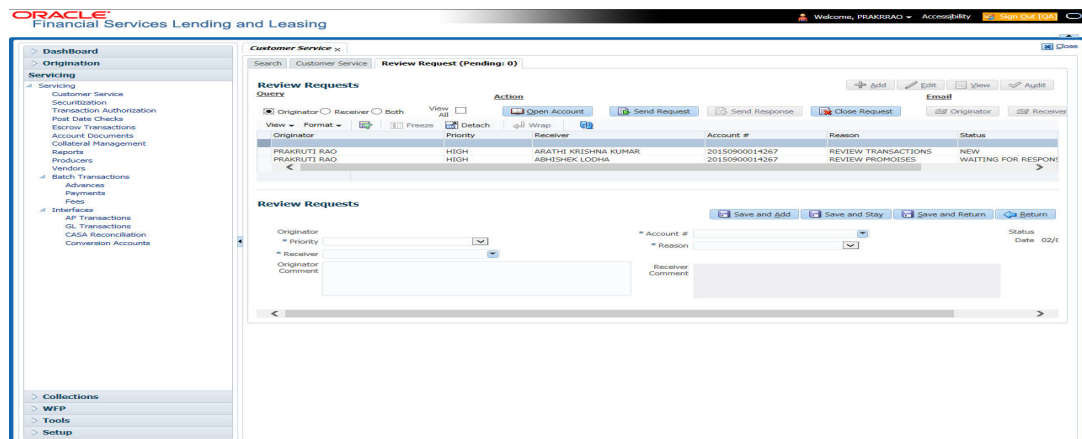 ORACLE
Financial Services Lending and Leasing
Welcome, PRAKRRAO Accessibility Sign Out [QA]
Close
DashBoard
Origination
Servicing
Servicing
Customer Service
Securitization
Transaction Authorization
Post Date Checks
Escrow Transactions
Account Documents
Collateral Management
Reports
Producers
Vendors
Batch Transactions
Advances
Payments
Fees
Interfaces
AP Transactions
GL Transactions
CASA Reconciliation
Conversion Accounts
Collections
WFP
Tools
Setup
Customer Service x
Search Customer Service Review Request (Pending: 0)
Review Requests
Add Edit View Audit
Query Action Email
Originator Receiver Both View All Open Account Send Request Send Response Close Request Originator Receiver
View Format Freeze Detach Wrap
Originator Priority Receiver Account # Reason Status
PRAKRUTI RAO HIGH ARATHI KRISHNA KUMAR 20150900014267 REVIEW TRANSACTIONS NEW
PRAKRUTI RAO HIGH ABHISHEK LODHA 20150900014267 REVIEW PROMOISES WAITING FOR RESPONS
Review Requests
Save and Add Save and Stay Save and Return Return
Originator
* Priority
* Receiver
Originator Comment
* Account #
* Reason
Receiver Comment
Status
Date 02/0